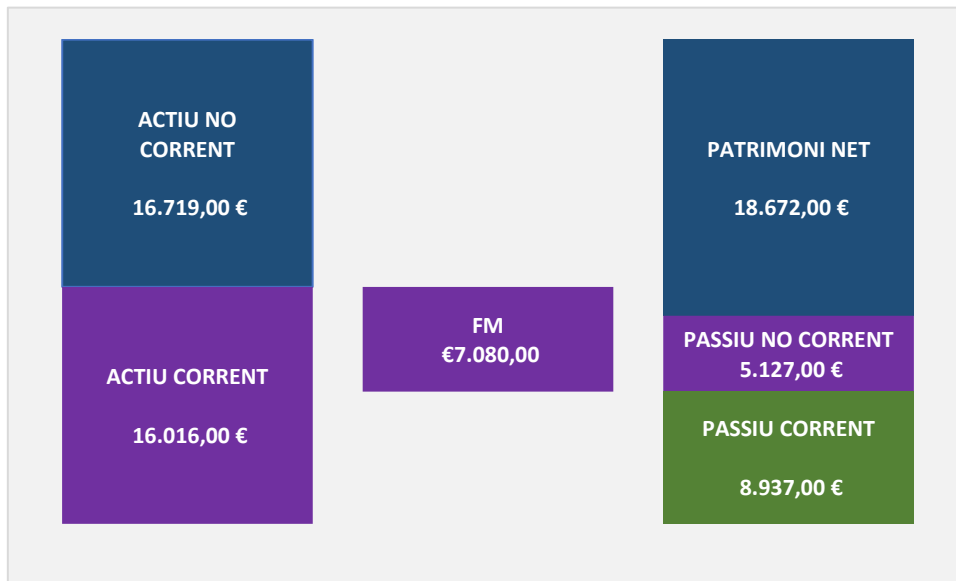 ACTIU NO
CORRENT
16.719,00 €
ACTIU CORRENT
16.016,00 €
FM
€7.080,00
PATRIMONI NET
18.672,00 €
PASSIU NO CORRENT
5.127,00 €
PASSIU CORRENT
8.937,00 €